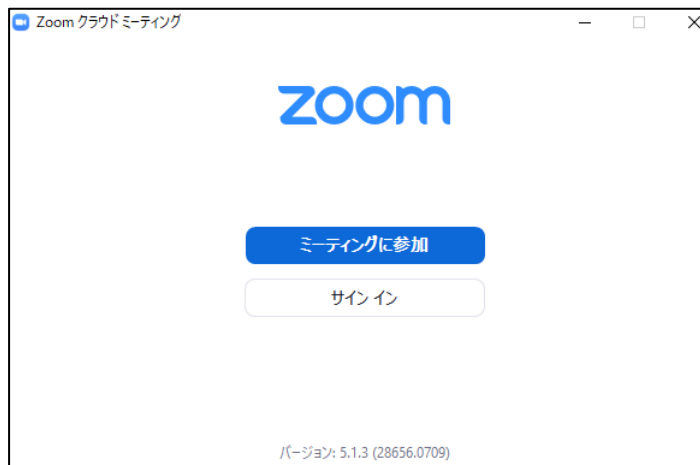 Zoom クラウド ミーティング
zoom
ミーティングに参加
サイン イン
バージョン: 5.1.3 (28656.0709)